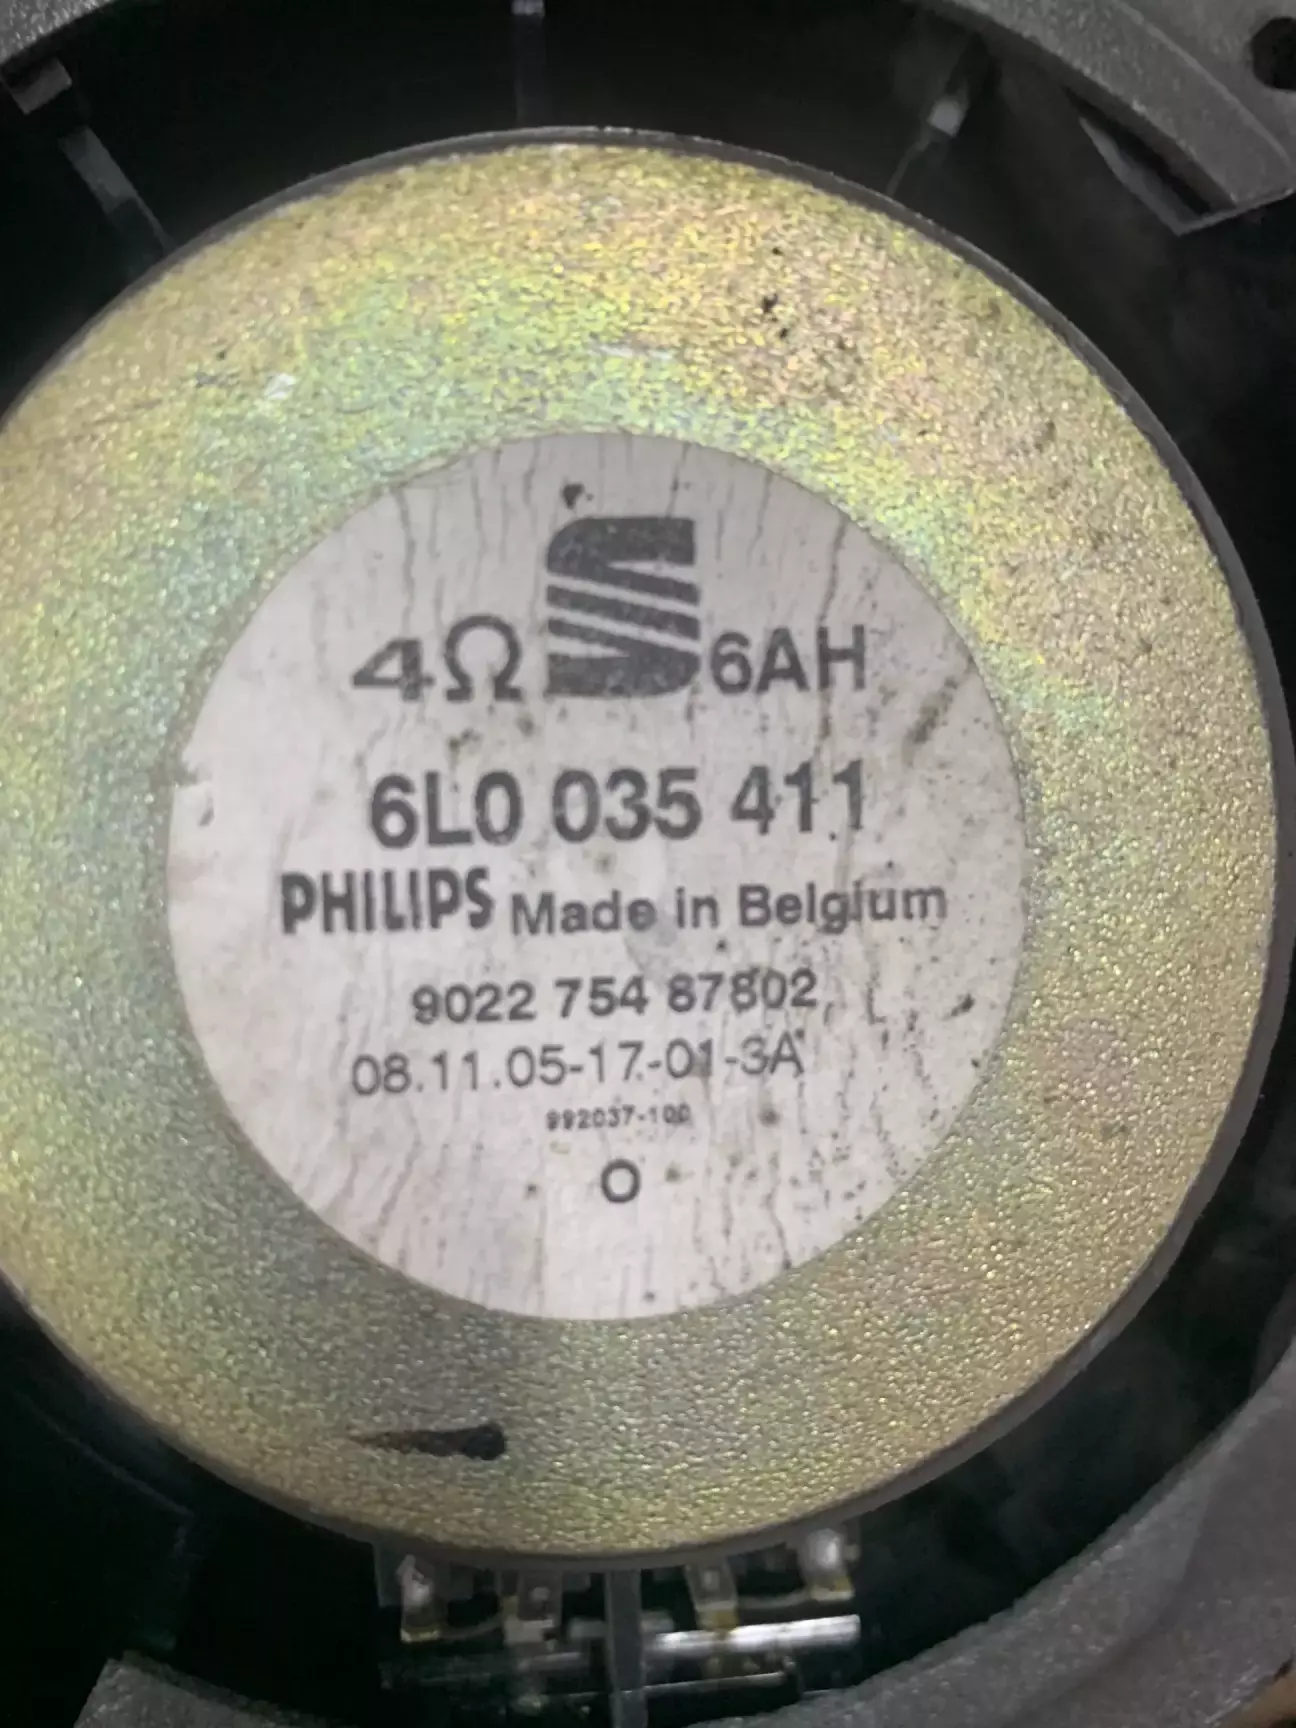 4Ω S 6AH
6L0 035 411
PHILIPS Made in Belgium
9022 754 87802
08.11.05-17-01-3A
992037-100
O